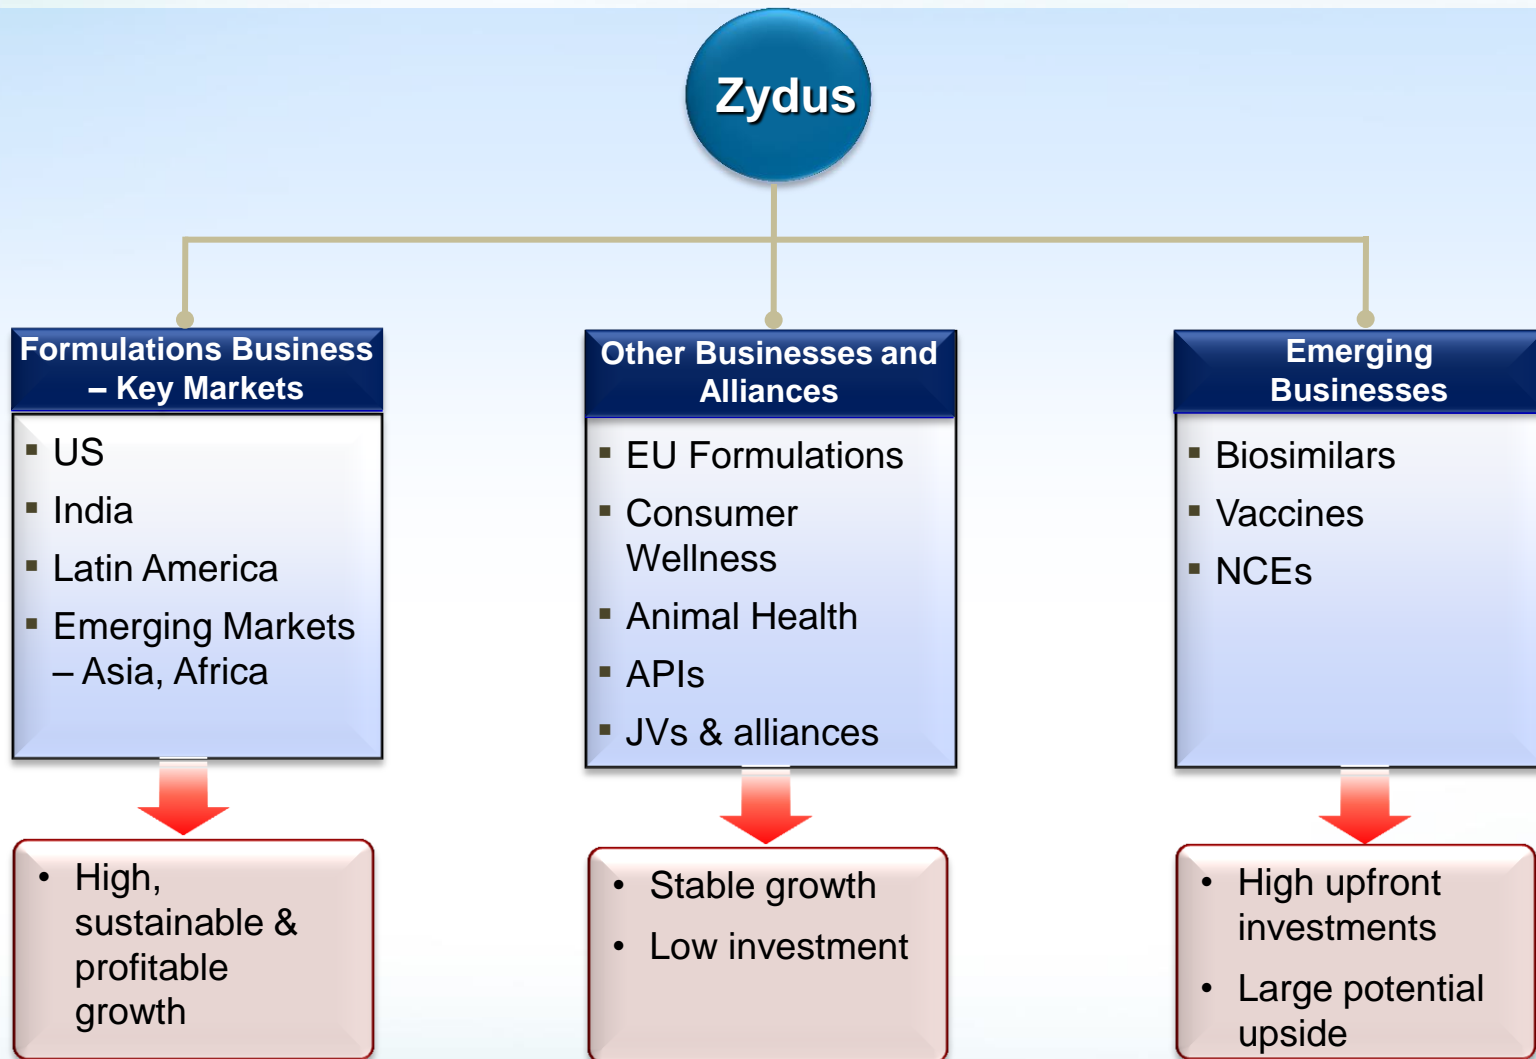 Zydus
Formulations Business
– Key Markets
US
India
Latin America
Emerging Markets
– Asia, Africa
High,
sustainable &
profitable
growth
Other Businesses and
Alliances
EU Formulations
Consumer
Wellness
Animal Health
APIs
JVs & alliances
Stable growth
Low investment
Emerging
Businesses
Biosimilars
Vaccines
NCEs
High upfront
investments
Large potential
upside